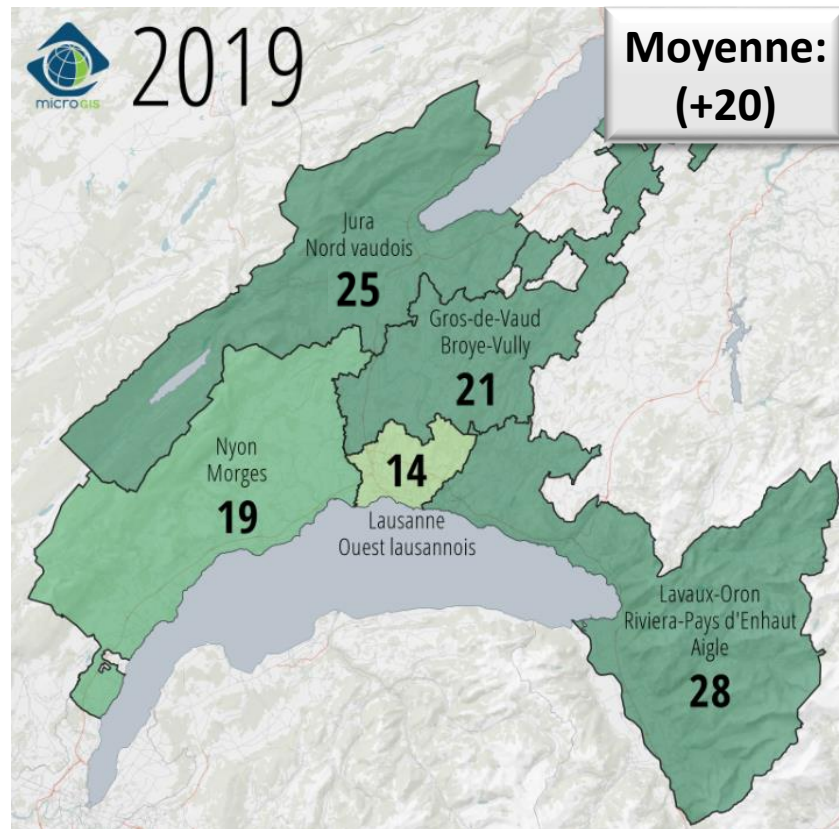 microGIS
2019
Moyenne:
(+20)
Jura
Nord vaudois
25
Gros-de-Vaud
Broye-Vully
21
Nyon
Morges
19
14
Lausanne
Ouest lausannois
Lavaux-Oron
Riviera-Pays d'Enhaut
Aigle
28